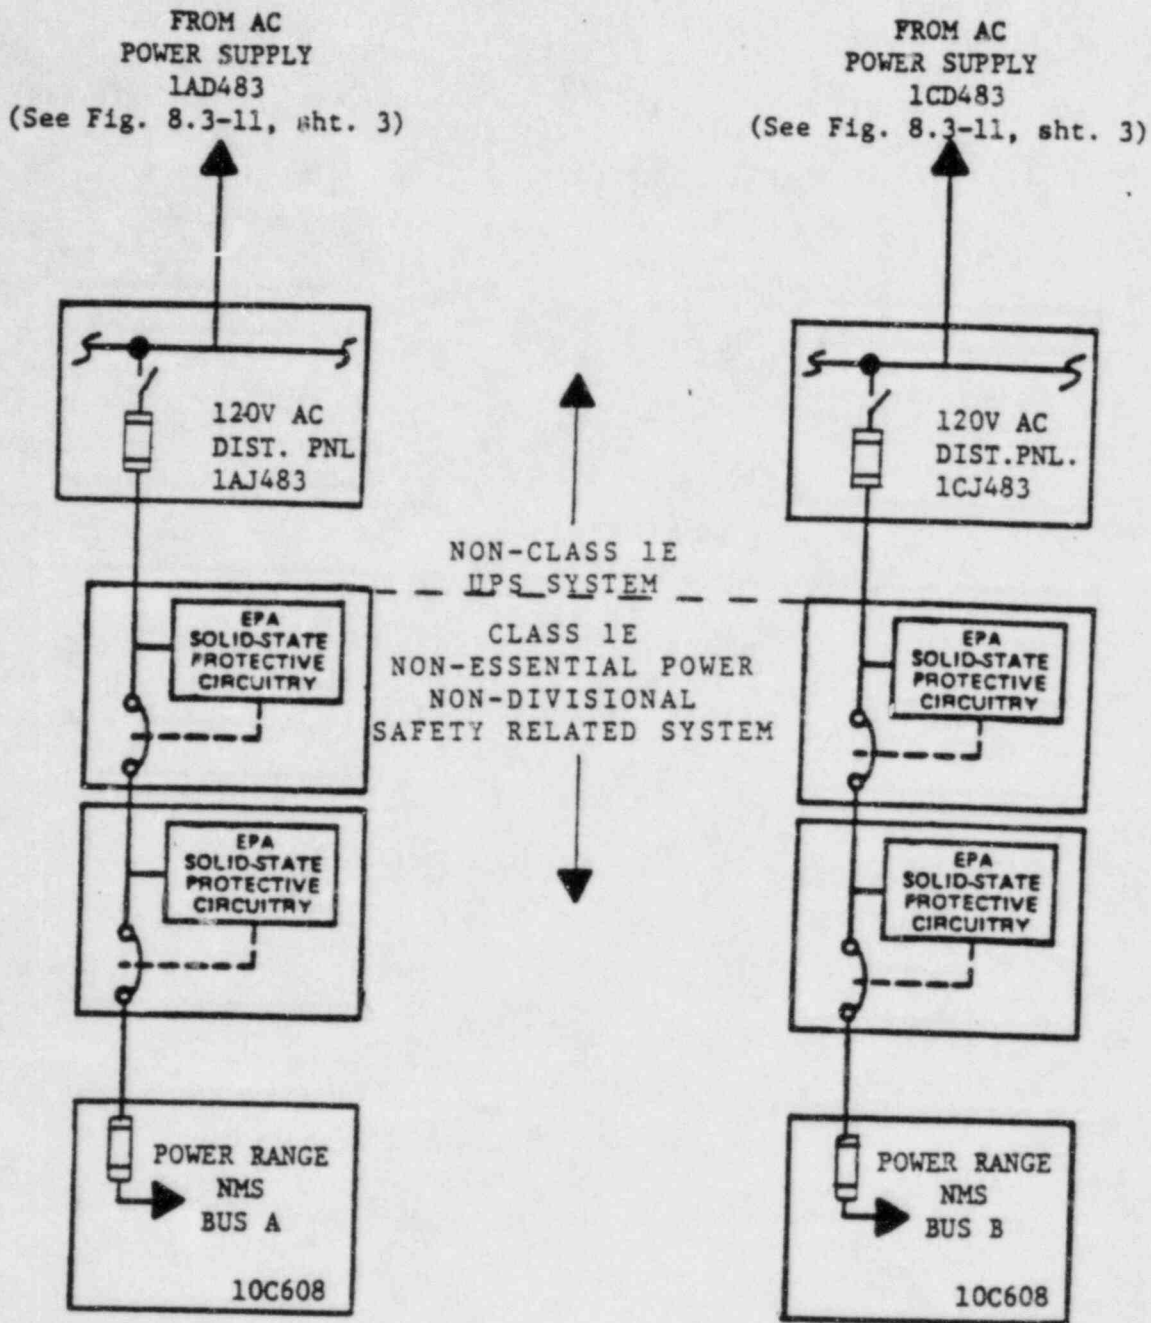 FROM AC
POWER SUPPLY
1AD483
(See Fig. 8.3-11, sht. 3)
FROM AC
POWER SUPPLY
1CD483
(See Fig. 8.3-11, sht. 3)
120V AC
DIST. PNL
1AJ483
120V AC
DIST.PNL.
1CJ483
NON-CLASS 1E
UPS SYSTEM
CLASS 1E
NON-ESSENTIAL POWER
NON-DIVISIONAL
SAFETY RELATED SYSTEM
EPA
SOLID-STATE
PROTECTIVE
CIRCUITRY
EPA
SOLID-STATE
PROTECTIVE
CIRCUITRY
EPA
SOLID-STATE
PROTECTIVE
CIRCUITRY
EPA
SOLID-STATE
PROTECTIVE
CIRCUITRY
POWER RANGE
NMS
BUS A
10C608
POWER RANGE
NMS
BUS B
10C608